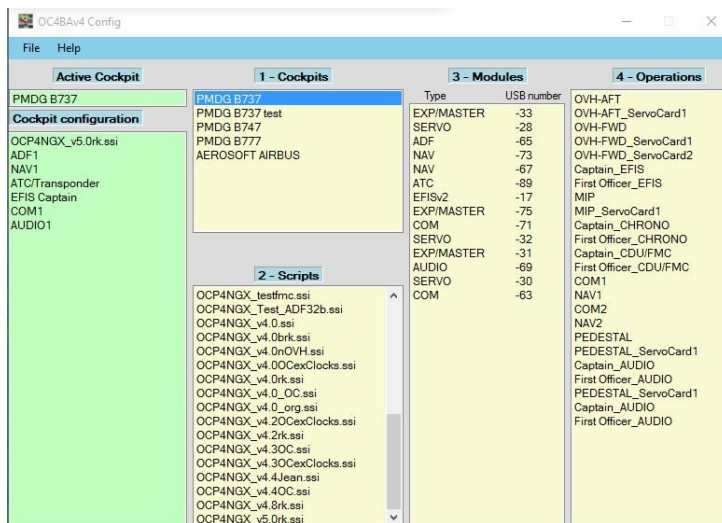 OC4BAv4 Config
File Help
Active Cockpit
PMDG B737
Cockpit configuration
OCP4NGX_v5.0rk.ssi
ADF1
NAV1
ATC/Transponder
EFIS Captain
COM1
AUDIO1
1 - Cockpits
PMDG B737
PMDG B737 test
PMDG B747
PMDG B777
AEROSOFT AIRBUS
2 - Scripts
OCP4NGX_testfmc.ssi
OCP4NGX_Test_ADF32b.ssi
OCP4NGX_v4.0.ssi
OCP4NGX_v4.0brk.ssi
OCP4NGX_v4.0nOVH.ssi
OCP4NGX_v4.0OCexClocks.ssi
OCP4NGX_v4.0rk.ssi
OCP4NGX_v4.0_OC.ssi
OCP4NGX_v4.0_org.ssi
OCP4NGX_v4.2OCexClocks.ssi
OCP4NGX_v4.2rk.ssi
OCP4NGX_v4.3OC.ssi
OCP4NGX_v4.3OCexClocks.ssi
OCP4NGX_v4.4Jean.ssi
OCP4NGX_v4.4OC.ssi
OCP4NGX_v4.8rk.ssi
OCP4NGX_v5.0rk.ssi
3 - Modules
Type USB number
EXP/MASTER -33
SERVO -28
ADF -65
NAV -73
NAV -67
ATC -89
EFISv2 -17
EXP/MASTER -75
COM -71
SERVO -32
EXP/MASTER -31
AUDIO -69
SERVO -30
COM -63
4 - Operations
OVH-AFT
OVH-AFT_ServoCard1
OVH-FWD
OVH-FWD_ServoCard1
OVH-FWD_ServoCard2
Captain_EFIS
First Officer_EFIS
MIP
MIP_ServoCard1
Captain_CHRONO
First Officer_CHRONO
Captain_CDU/FMC
First Officer_CDU/FMC
COM1
NAV1
COM2
NAV2
PEDESTAL
PEDESTAL_ServoCard1
Captain_AUDIO
First Officer_AUDIO
PEDESTAL_ServoCard1
Captain_AUDIO
First Officer_AUDIO